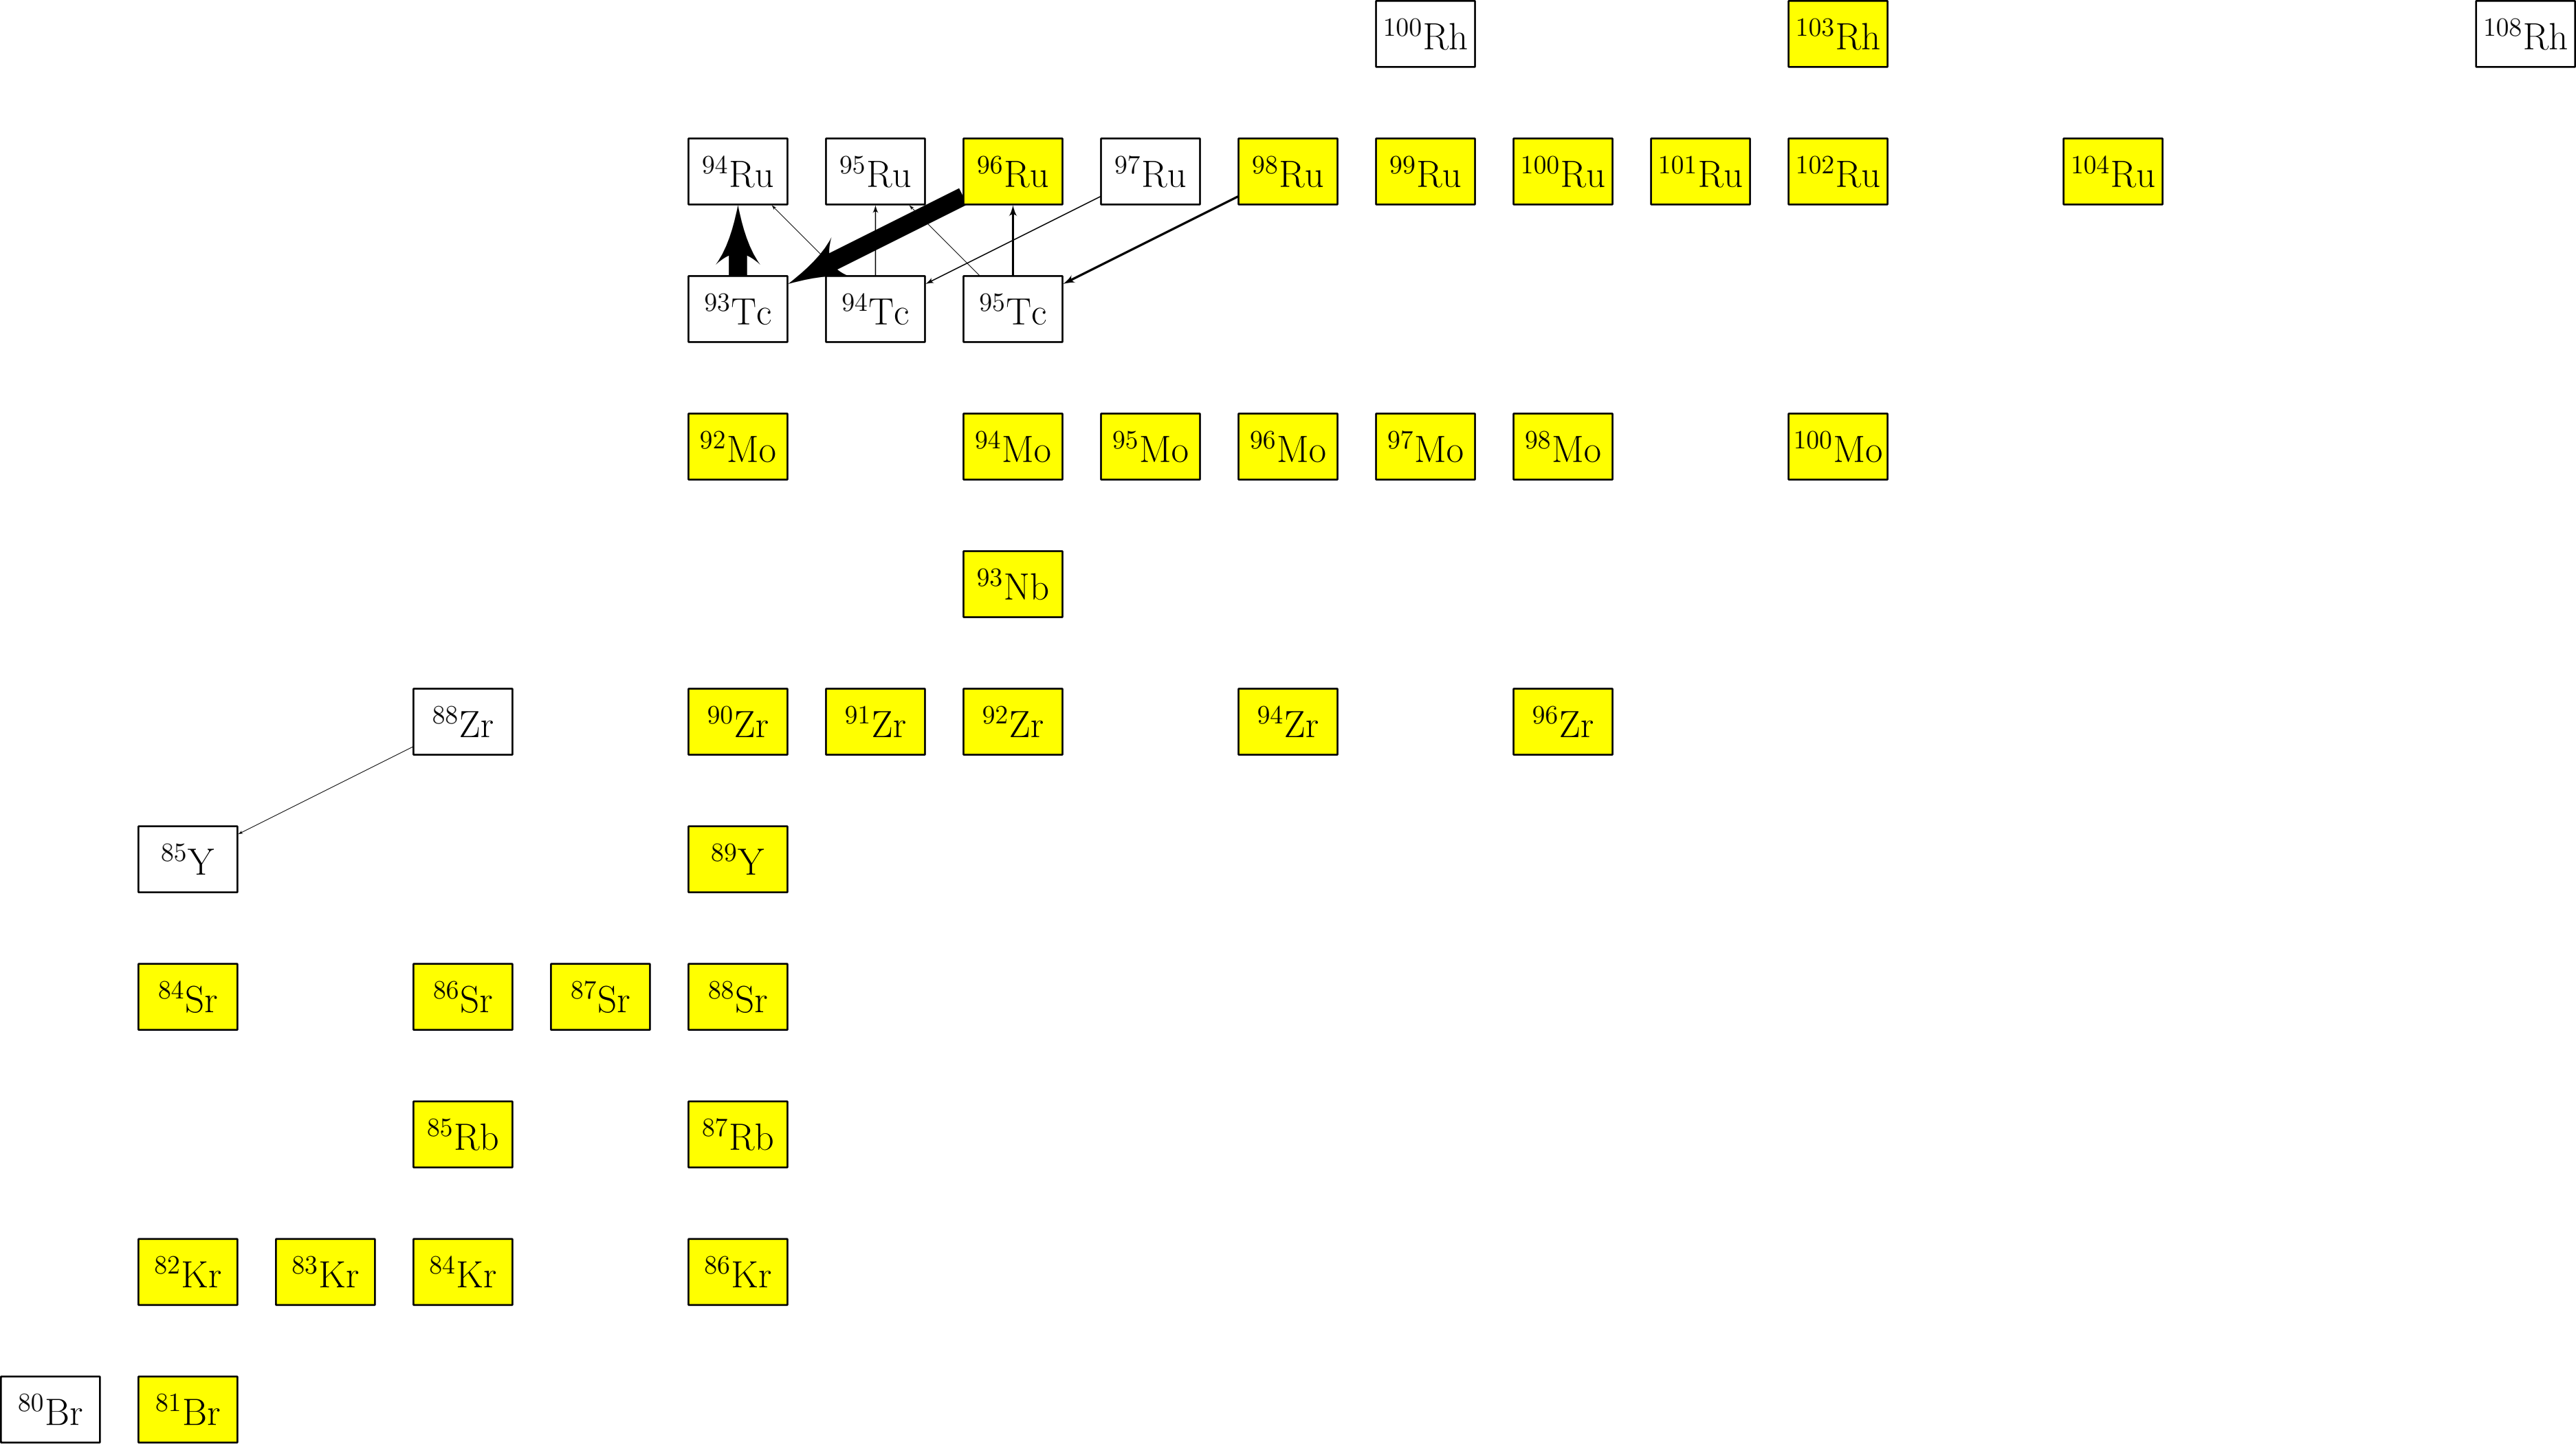 ¹⁰⁰Rh ¹⁰³Rh ¹⁰⁸Rh
⁹⁴Ru ⁹⁵Ru ⁹⁶Ru ⁹⁷Ru ⁹⁸Ru ⁹⁹Ru ¹⁰⁰Ru ¹⁰¹Ru ¹⁰²Ru ¹⁰⁴Ru
⁹³Tc ⁹⁴Tc ⁹⁵Tc
⁹²Mo ⁹⁴Mo ⁹⁵Mo ⁹⁶Mo ⁹⁷Mo ⁹⁸Mo ¹⁰⁰Mo
⁹³Nb
⁸⁸Zr ⁹⁰Zr ⁹¹Zr ⁹²Zr ⁹⁴Zr ⁹⁶Zr
⁸⁵Y ⁸⁹Y
⁸⁴Sr ⁸⁶Sr ⁸⁷Sr ⁸⁸Sr
⁸⁵Rb ⁸⁷Rb
⁸²Kr ⁸³Kr ⁸⁴Kr ⁸⁶Kr
⁸⁰Br ⁸¹Br